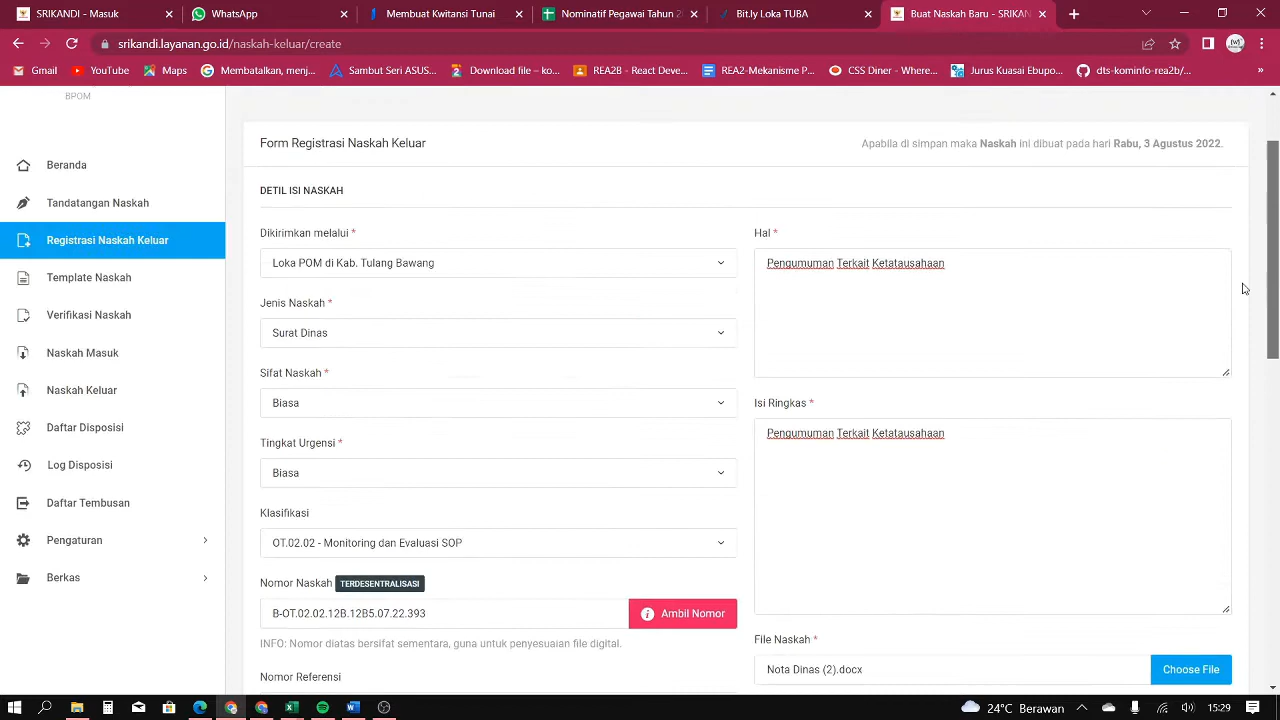 SRIKANDI - Masuk
WhatsApp
Membuat Kwitansi Tunai
Nominatif Pegawai Tahun 2
Bit.ly Loka TUBA
Buat Naskah Baru - SRIKAN
srikandi.layanan.go.id/naskah-keluar/create
Gmail
YouTube
Maps
Membatalkan, menj...
Sambut Seri ASUS...
Download file – ko...
REA2B - React Deve...
REA2-Mekanisme P...
CSS Diner - Where...
Jurus Kuasai Ebupo...
dts-kominfo-rea2b/...
»
BPOM
Beranda
Tandatangan Naskah
Registrasi Naskah Keluar
Template Naskah
Verifikasi Naskah
Naskah Masuk
Naskah Keluar
Daftar Disposisi
Log Disposisi
Daftar Tembusan
Pengaturan
Berkas
Form Registrasi Naskah Keluar
Apabila di simpan maka Naskah ini dibuat pada hari Rabu, 3 Agustus 2022.
DETIL ISI NASKAH
Dikirimkan melalui *
Loka POM di Kab. Tulang Bawang
Jenis Naskah *
Surat Dinas
Sifat Naskah *
Biasa
Tingkat Urgensi *
Biasa
Klasifikasi
OT.02.02 - Monitoring dan Evaluasi SOP
Nomor Naskah TERDESENTRALISASI
B-OT.02.02.12B.12B5.07.22.393
Ambil Nomor
INFO: Nomor diatas bersifat sementara, guna untuk penyesuaian file digital.
Nomor Referensi
Hal *
Pengumuman Terkait Ketatausahaan
Isi Ringkas *
Pengumuman Terkait Ketatausahaan
File Naskah *
Nota Dinas (2).docx
Choose File
24°C Berawan
15:29